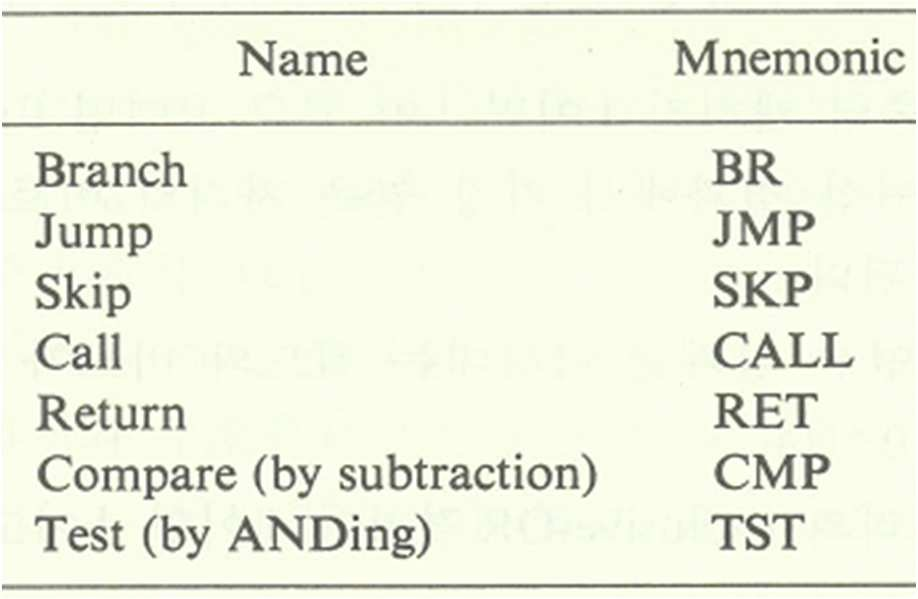 Name Mnemonic
Branch BR
Jump JMP
Skip SKP
Call CALL
Return RET
Compare (by subtraction) CMP
Test (by ANDing) TST